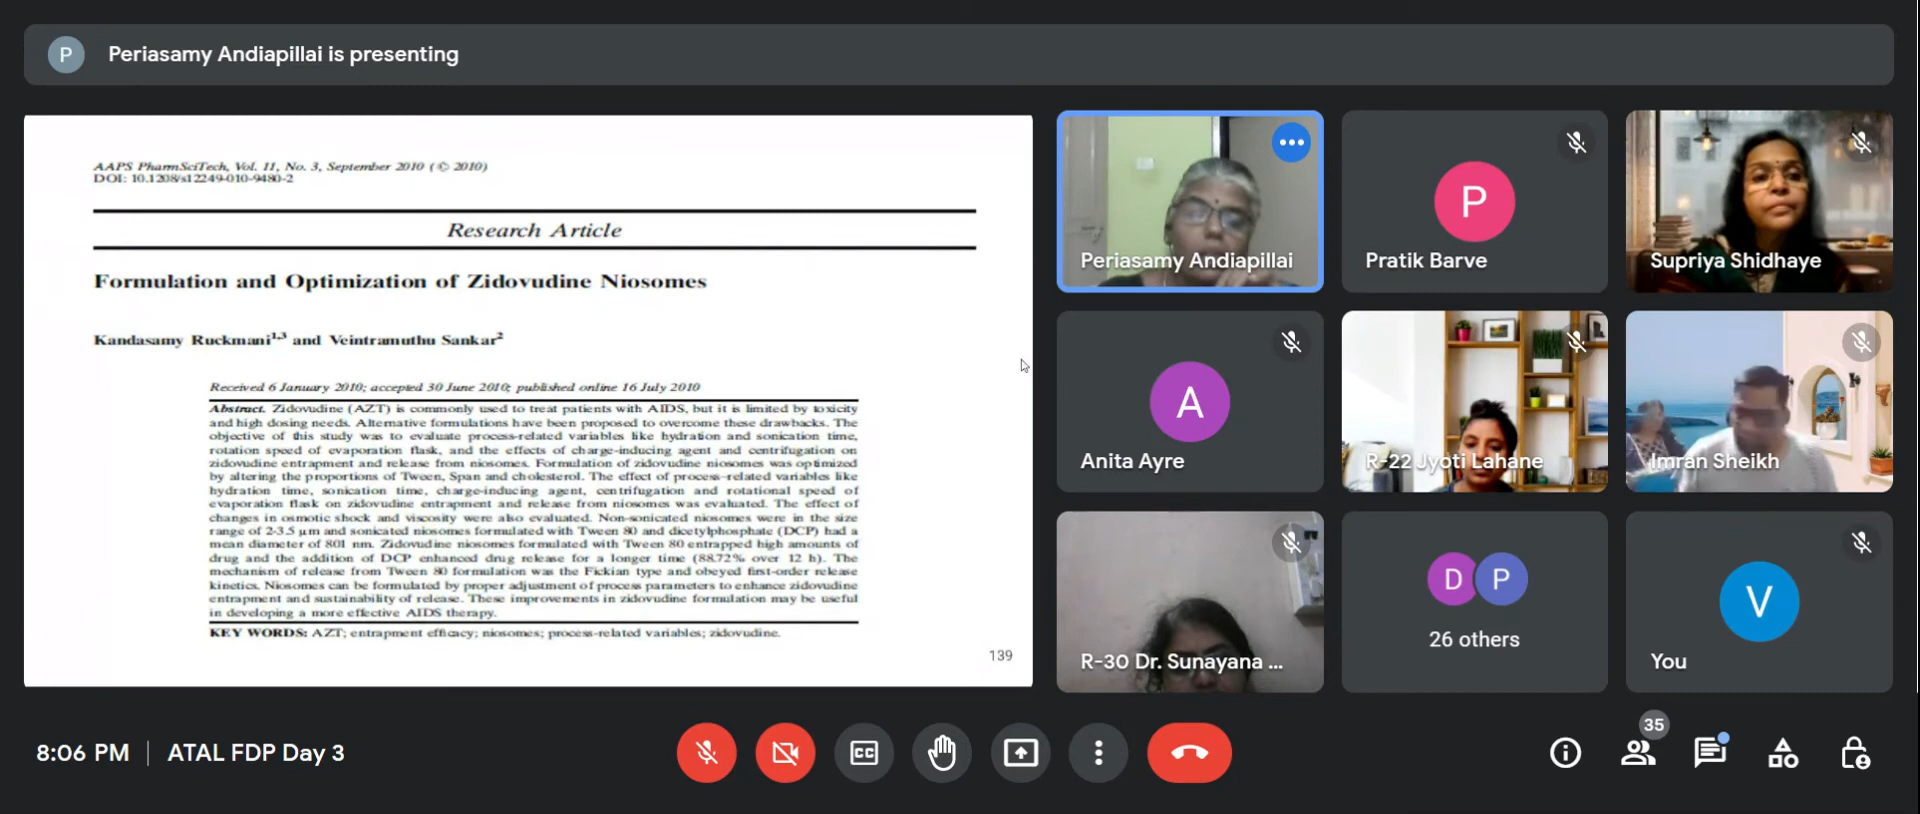 P Periasamy Andiapillai is presenting
AAPS PharmSciTech, Vol. 11, No. 3, September 2010 (© 2010)
DOI: 10.1208/s12249-010-9480-2
Research Article
Formulation and Optimization of Zidovudine Niosomes
Kandasamy Ruckmani1,3 and Veintramuthu Sankar2
Received 6 January 2010; accepted 30 June 2010; published online 16 July 2010
Abstract. Zidovudine (AZT) is commonly used to treat patients with AIDS, but it is limited by toxicity
and high dosing needs. Alternative formulations have been proposed to overcome these drawbacks. The
objective of this study was to evaluate process-related variables like hydration and sonication time,
rotation speed of evaporation flask, and the effects of charge-inducing agent and centrifugation on
zidovudine entrapment and release from niosomes. Formulation of zidovudine niosomes was optimized
by altering the proportions of Tween, Span and cholesterol. The effect of process-related variables like
hydration time, sonication time, charge-inducing agent, centrifugation and rotational speed of
evaporation flask on zidovudine entrapment and release from niosomes was evaluated. The effect of
changes in osmotic shock and viscosity were also evaluated. Non-sonicated niosomes were in the size
range of 2-3.5 µm and sonicated niosomes formulated with Tween 80 and dicetylphosphate (DCP) had a
mean diameter of 801 nm. Zidovudine niosomes formulated with Tween 80 entrapped high amounts of
drug and the addition of DCP enhanced drug release for a longer time (88.72% over 12 h). The
mechanism of release from Tween 80 formulation was the Fickian type and obeyed first-order release
kinetics. Niosomes can be formulated by proper adjustment of process parameters to enhance zidovudine
entrapment and sustainability of release. These improvements in zidovudine formulation may be useful
in developing a more effective AIDS therapy.
KEY WORDS: AZT; entrapment efficacy; niosomes; process-related variables; zidovudine.
139
Periasamy Andiapillai
P
Pratik Barve
Supriya Shidhaye
A
Anita Ayre
R-22 Jyoti Lahane
Imran Sheikh
R-30 Dr. Sunayana ...
D P
26 others
V
You
8:06 PM | ATAL FDP Day 3
CC
35